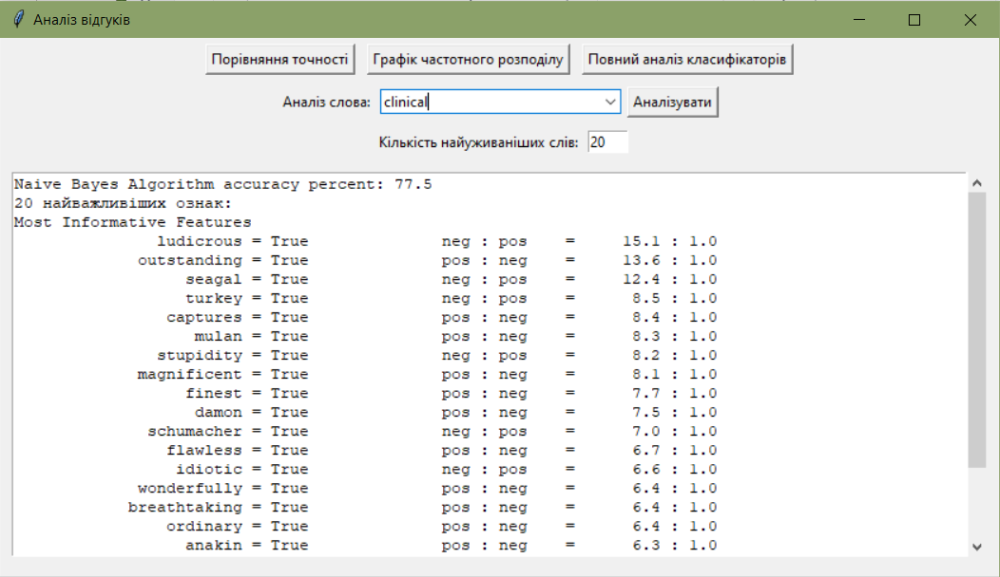 Аналіз відгуків
Порівняння точності Графік частотного розподілу Повний аналіз класифікаторів
Аналіз слова: clinical Аналізувати
Кількість найуживаніших слів: 20
Naive Bayes Algorithm accuracy percent: 77.5
20 найважливіших ознак:
Most Informative Features
ludicrous = True neg : pos = 15.1 : 1.0
outstanding = True pos : neg = 13.6 : 1.0
seagal = True neg : pos = 12.4 : 1.0
turkey = True neg : pos = 8.5 : 1.0
captures = True pos : neg = 8.4 : 1.0
mulan = True pos : neg = 8.3 : 1.0
stupidity = True neg : pos = 8.2 : 1.0
magnificent = True pos : neg = 8.1 : 1.0
finest = True pos : neg = 7.7 : 1.0
damon = True pos : neg = 7.5 : 1.0
schumacher = True neg : pos = 7.0 : 1.0
flawless = True pos : neg = 6.7 : 1.0
idiotic = True neg : pos = 6.6 : 1.0
wonderfully = True pos : neg = 6.4 : 1.0
breathtaking = True pos : neg = 6.4 : 1.0
ordinary = True pos : neg = 6.4 : 1.0
anakin = True pos : neg = 6.3 : 1.0